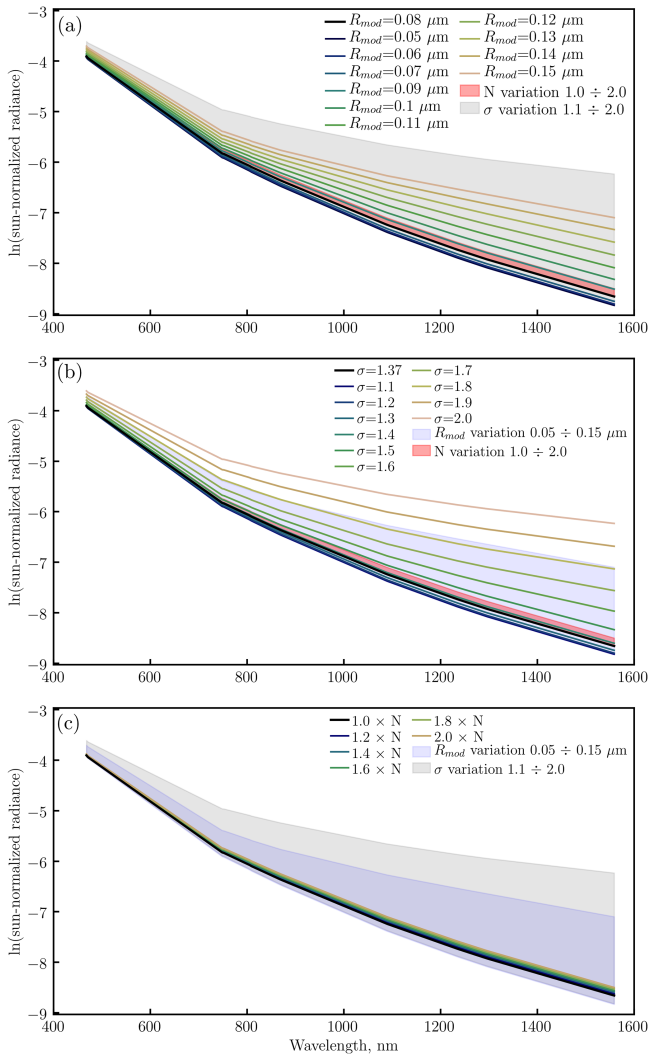 (a)
R_mod=0.08 μm
R_mod=0.05 μm
R_mod=0.06 μm
R_mod=0.07 μm
R_mod=0.09 μm
R_mod=0.1 μm
R_mod=0.11 μm
R_mod=0.12 μm
R_mod=0.13 μm
R_mod=0.14 μm
R_mod=0.15 μm
N variation 1.0 ÷ 2.0
σ variation 1.1 ÷ 2.0
ln(sun-normalized radiance)
−3
−4
−5
−6
−7
−8
−9
400 600 800 1000 1200 1400 1600
(b)
σ=1.37
σ=1.1
σ=1.2
σ=1.3
σ=1.4
σ=1.5
σ=1.6
σ=1.7
σ=1.8
σ=1.9
σ=2.0
R_mod variation 0.05 ÷ 0.15 μm
N variation 1.0 ÷ 2.0
ln(sun-normalized radiance)
−3
−4
−5
−6
−7
−8
−9
400 600 800 1000 1200 1400 1600
(c)
1.0 × N
1.2 × N
1.4 × N
1.6 × N
1.8 × N
2.0 × N
R_mod variation 0.05 ÷ 0.15 μm
σ variation 1.1 ÷ 2.0
ln(sun-normalized radiance)
−3
−4
−5
−6
−7
−8
−9
400 600 800 1000 1200 1400 1600
Wavelength, nm